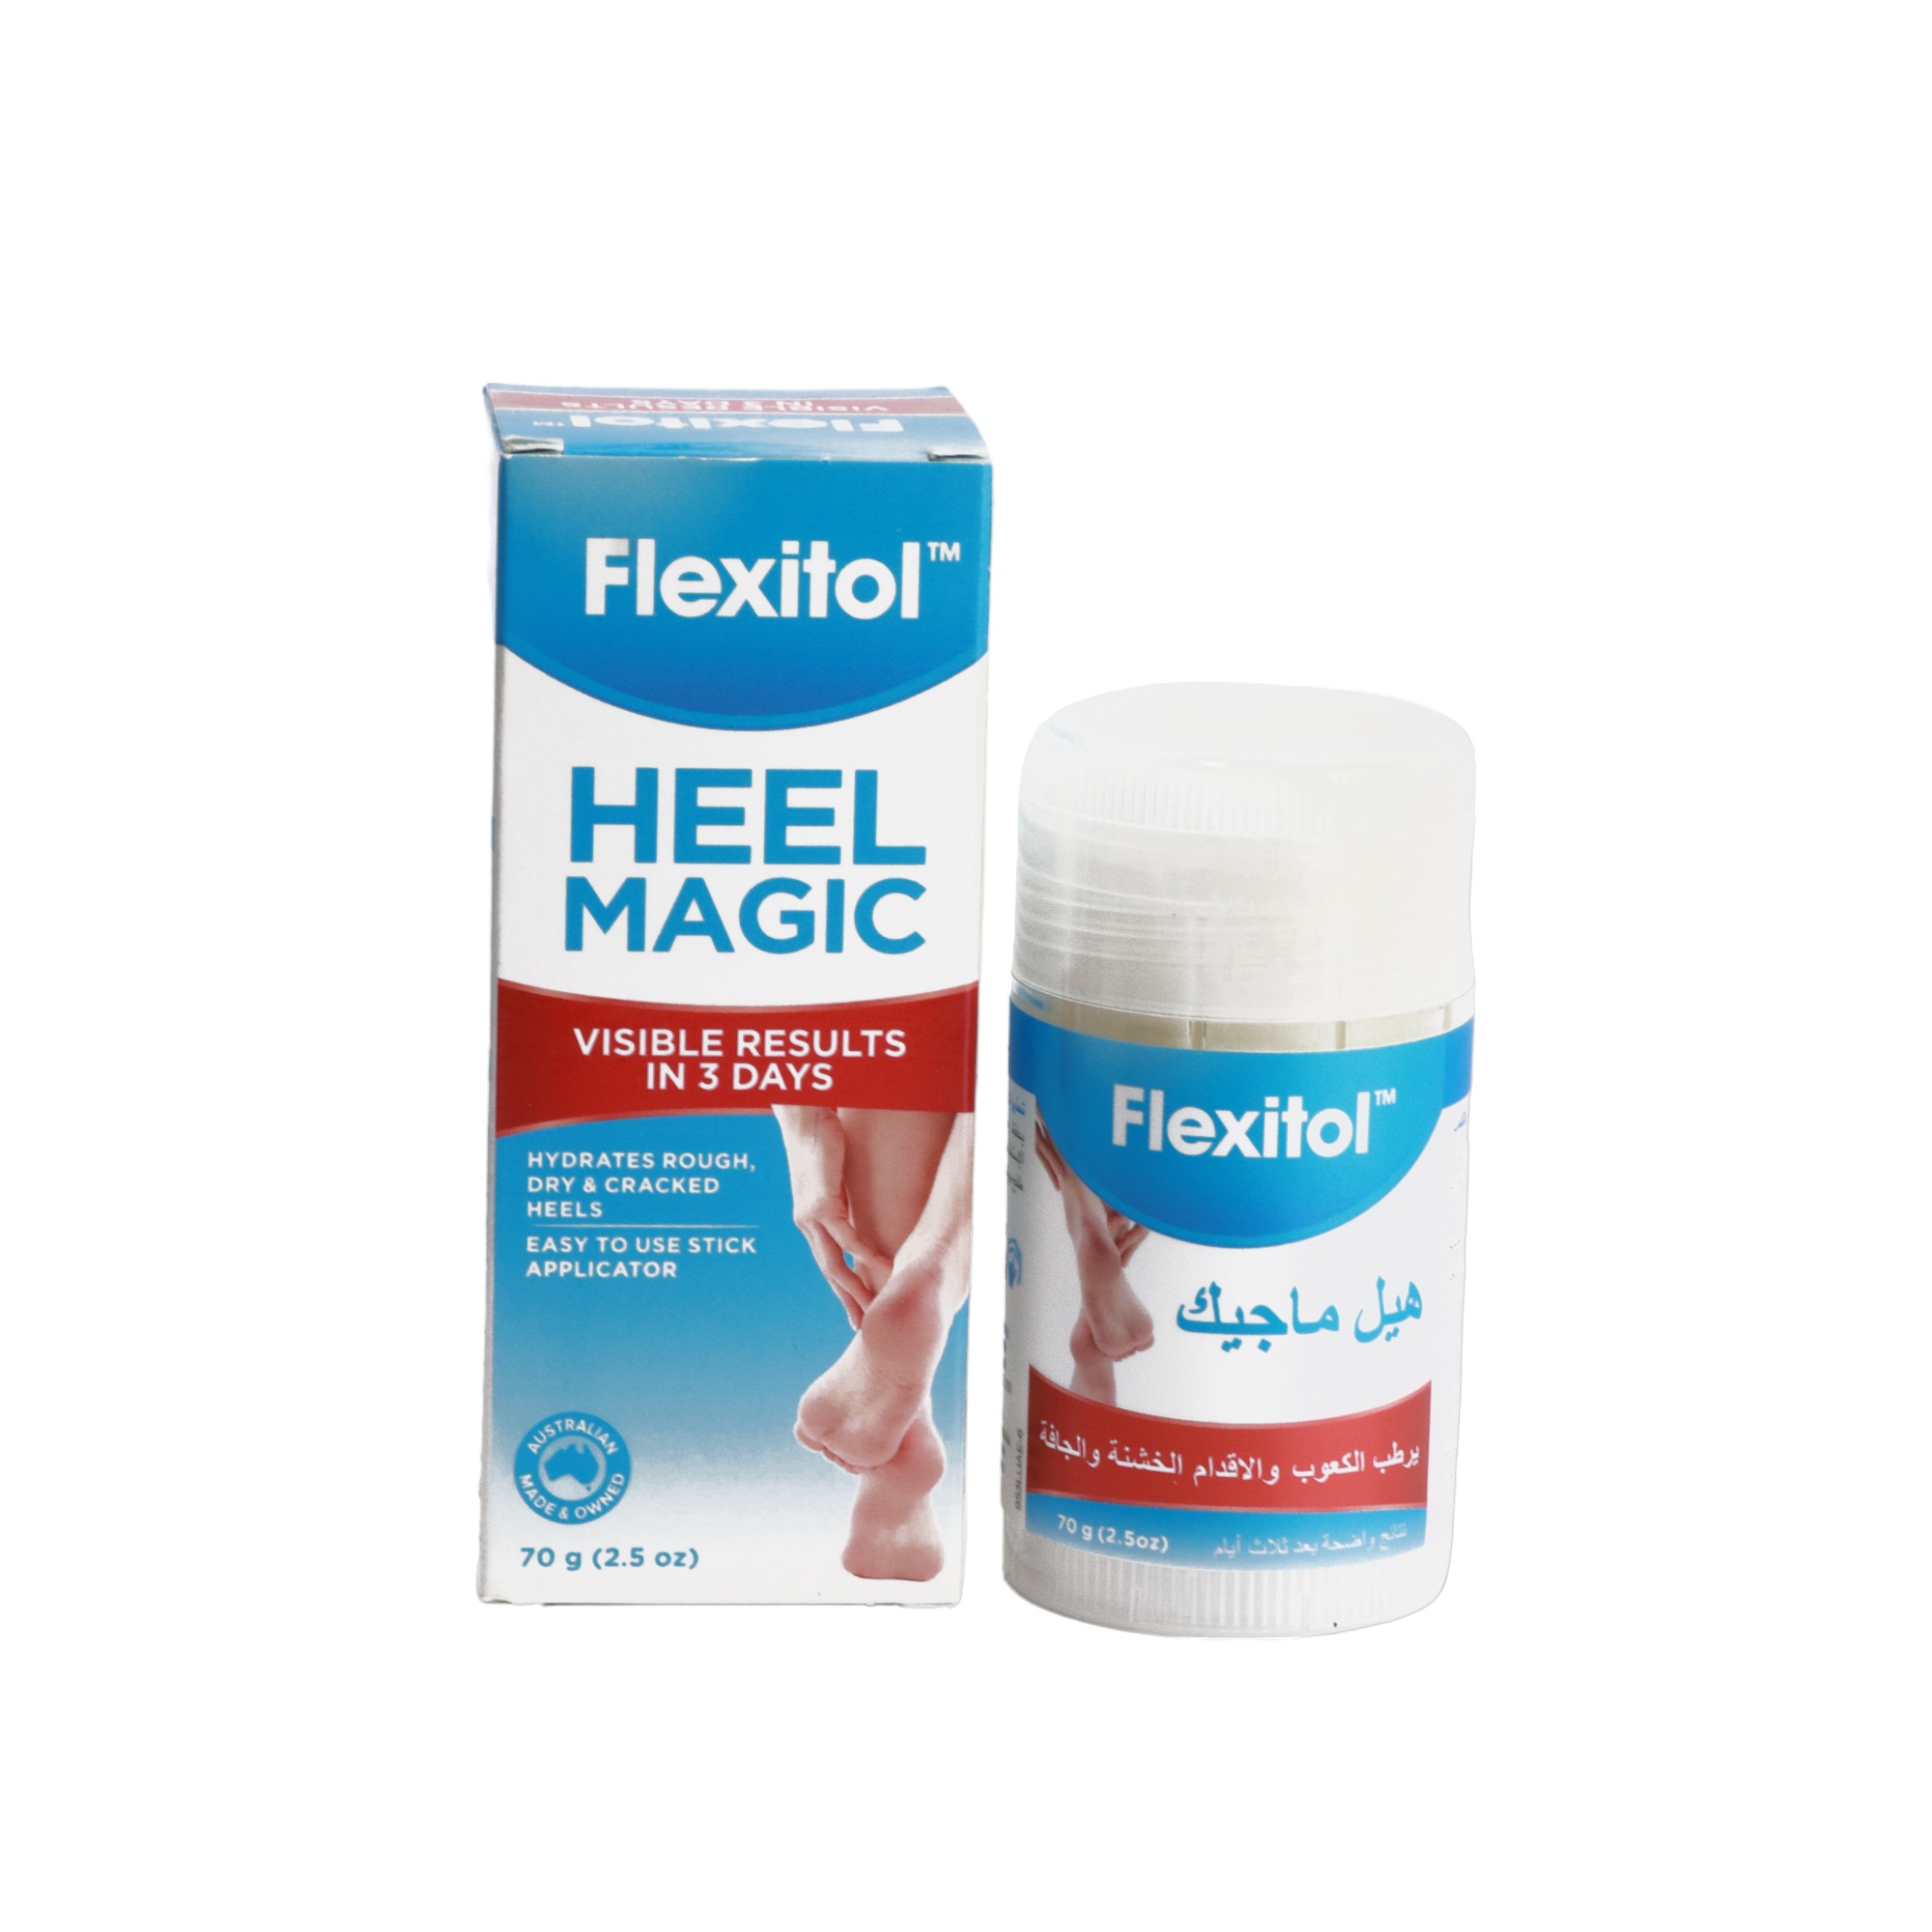 VISIBLE RESULTS
Flexitol™
Flexitol™
HEEL
MAGIC
VISIBLE RESULTS
IN 3 DAYS
HYDRATES ROUGH,
DRY & CRACKED
HEELS
EASY TO USE STICK
APPLICATOR
AUSTRALIAN
MADE & OWNED
70 g (2.5 oz)
Flexitol™
هيل ماجيك
يرطب الكعوب والاقدام الخشنة والجافة
70 g (2.5oz)
نتائج واضحة بعد ثلاث أيام